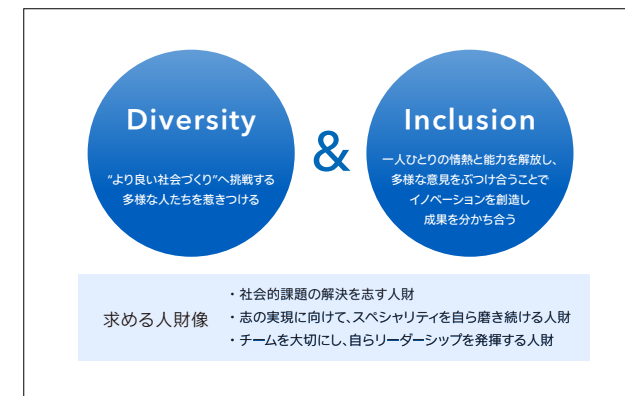 Diversity
“より良い社会づくり”へ挑戦する
多様な人たちを惹きつける
&
Inclusion
一人ひとりの情熱と能力を解放し、
多様な意見をぶつけ合うことで
イノベーションを創造し
成果を分かち合う
求める人財像
・社会的課題の解決を志す人財
・志の実現に向けて、スペシャリティを自ら磨き続ける人財
・チームを大切にし、自らリーダーシップを発揮する人財